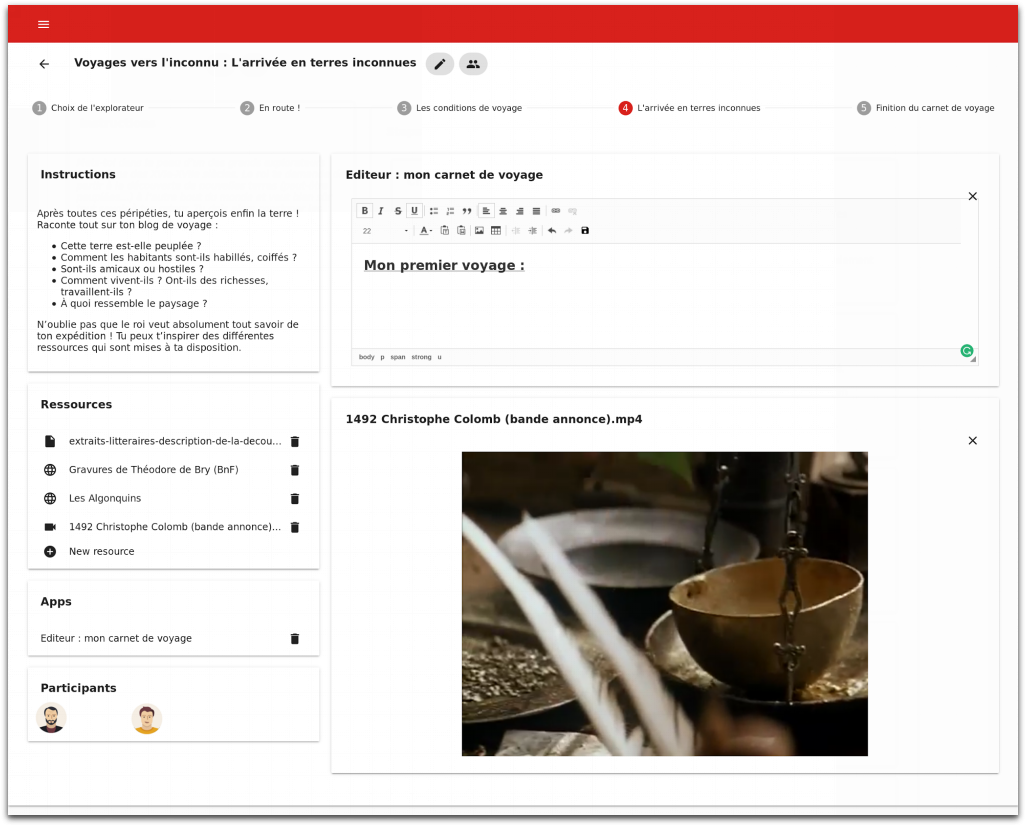 Voyages vers l'inconnu : L'arrivée en terres inconnues
1 Choix de l'explorateur
2 En route !
3 Les conditions de voyage
4 L'arrivée en terres inconnues
5 Finition du carnet de voyage
Instructions
Après toutes ces péripéties, tu aperçois enfin la terre !
Raconte tout sur ton blog de voyage :
Cette terre est-elle peuplée ?
Comment les habitants sont-ils habillés, coiffés ?
Sont-ils amicaux ou hostiles ?
Comment vivent-ils ? Ont-ils des richesses,
travaillent-ils ?
À quoi ressemble le paysage ?
N'oublie pas que le roi veut absolument tout savoir de
ton expédition ! Tu peux t'inspirer des différentes
ressources qui sont mises à ta disposition.
Ressources
extraits-litteraires-description-de-la-decou...
Gravures de Théodore de Bry (BnF)
Les Algonquins
1492 Christophe Colomb (bande annonce)...
New resource
Apps
Editeur : mon carnet de voyage
Participants
Editeur : mon carnet de voyage
B I S U
22 A
Mon premier voyage :
body p span strong u
1492 Christophe Colomb (bande annonce).mp4